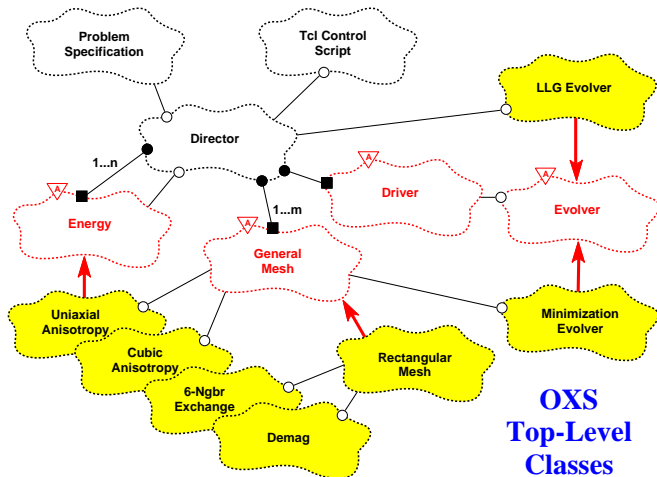 Problem
Specification
Tcl Control
Script
LLG Evolver
Director
1...n
A
Energy
A
Driver
A
Evolver
1...m
A
General
Mesh
Uniaxial
Anisotropy
Cubic
Anisotropy
6-Ngbr
Exchange
Demag
Rectangular
Mesh
Minimization
Evolver
OXS
Top-Level
Classes